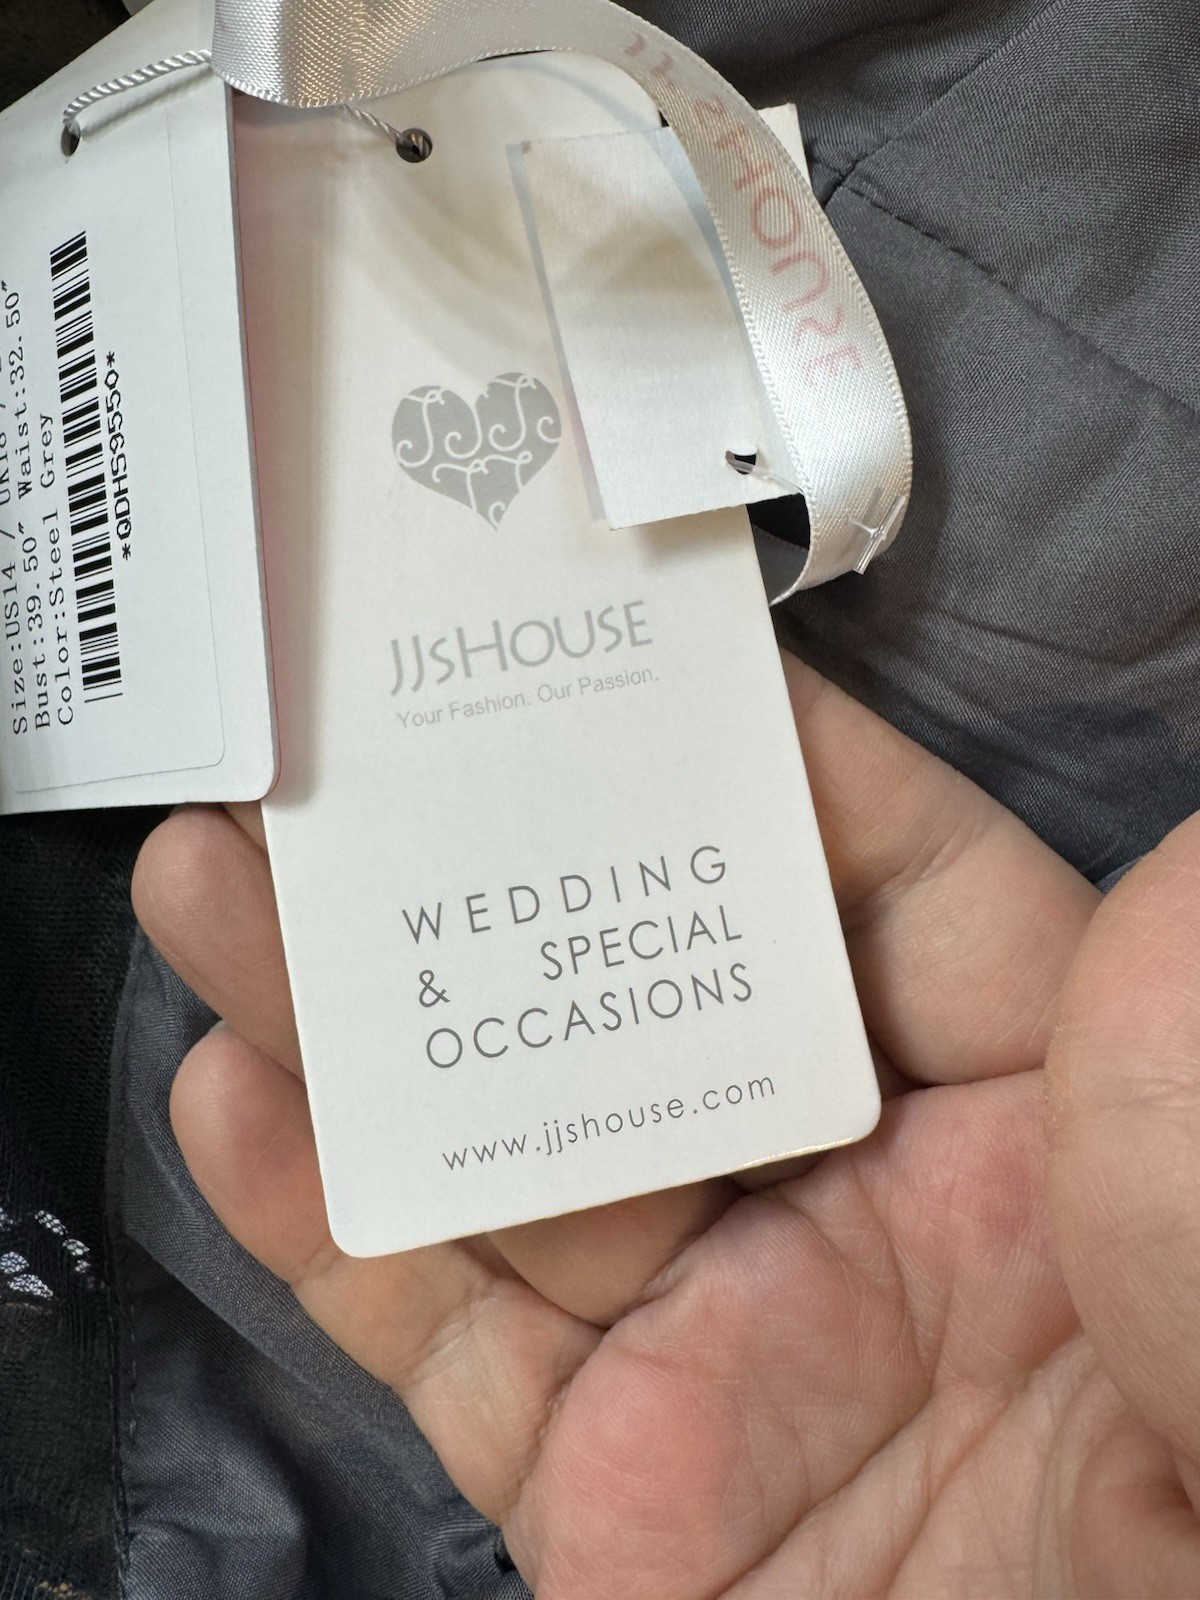 Size:US14 / UK18 /
Bust:39.50″ Waist:32.50″
Color:Steel Grey
*QDHS9550*
JJsHOUSE
Your Fashion. Our Passion.
WEDDING
& SPECIAL
OCCASIONS
www.jjshouse.com
JJsHOUSE